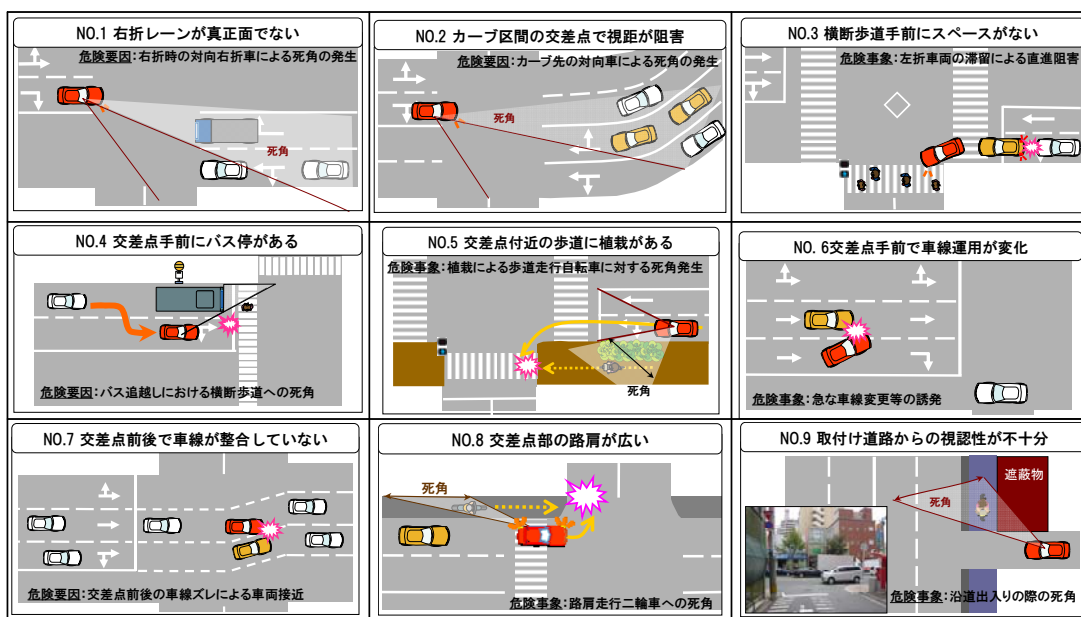 NO.1 右折レーンが真正面でない
危険要因：右折時の対向右折車による死角の発生
死角
NO.2 カーブ区間の交差点で視距が阻害
危険要因：カーブ先の対向車による死角の発生
死角
NO.3 横断歩道手前にスペースがない
危険事象：左折車両の滞留による直進阻害
NO.4 交差点手前にバス停がある
危険要因：バス追越しにおける横断歩道への死角
NO.5 交差点付近の歩道に植栽がある
危険事象：植栽による歩道走行自転車に対する死角発生
死角
NO. 6交差点手前で車線運用が変化
危険事象：急な車線変更等の誘発
NO.7 交差点前後で車線が整合していない
危険要因：交差点前後の車線ズレによる車両接近
NO.8 交差点部の路肩が広い
死角
危険事象：路肩走行二輪車への死角
NO.9 取付け道路からの視認性が不十分
遮蔽物
死角
危険事象：沿道出入りの際の死角